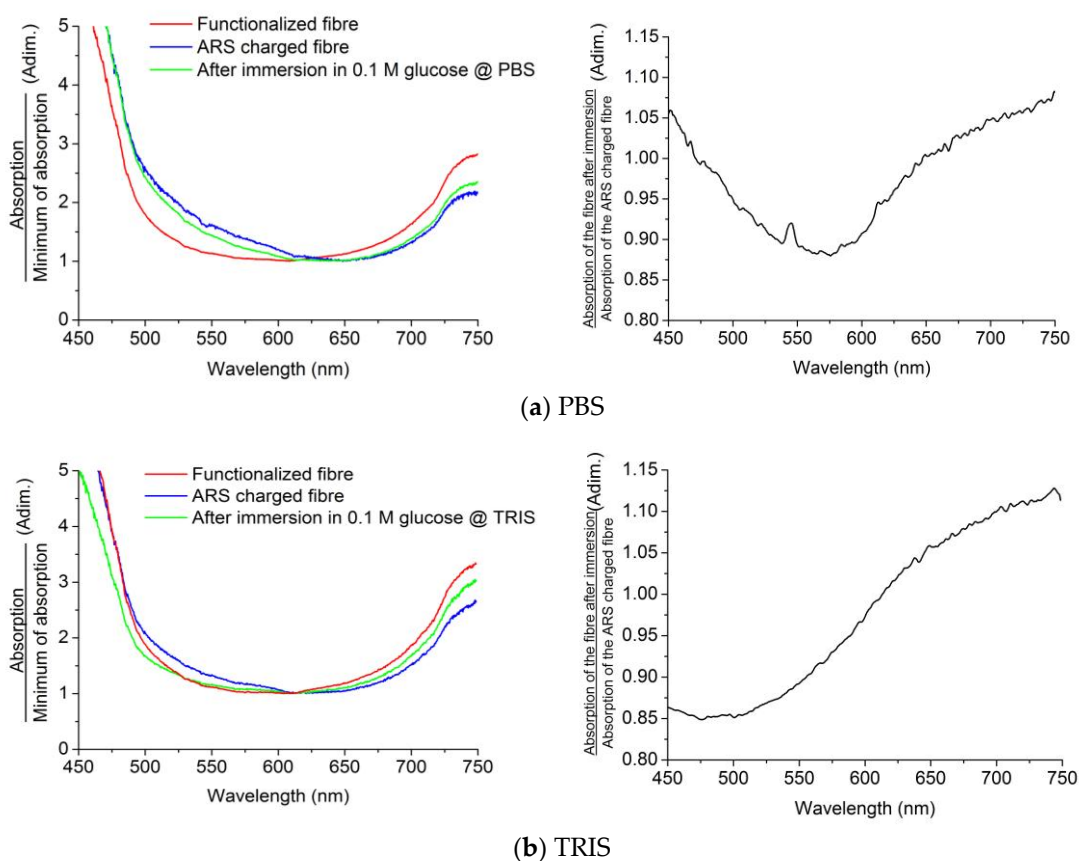 Functionalized fibre
ARS charged fibre
After immersion in 0.1 M glucose @ PBS
Absorption
Minimum of absorption
(Adim.)
5
4
3
2
1
0
450 500 550 600 650 700 750
Wavelength (nm)
Absorption of the fibre after immersion
Absorption of the ARS charged fibre
(Adim.)
1.15
1.10
1.05
1.00
0.95
0.90
0.85
0.80
450 500 550 600 650 700 750
Wavelength (nm)
(a) PBS
Functionalized fibre
ARS charged fibre
After immersion in 0.1 M glucose @ TRIS
Absorption
Minimum of absorption
(Adim.)
5
4
3
2
1
0
450 500 550 600 650 700 750
Wavelength (nm)
Absorption of the fibre after immersion
Absorption of the ARS charged fibre
(Adim.)
1.15
1.10
1.05
1.00
0.95
0.90
0.85
0.80
450 500 550 600 650 700 750
Wavelength (nm)
(b) TRIS